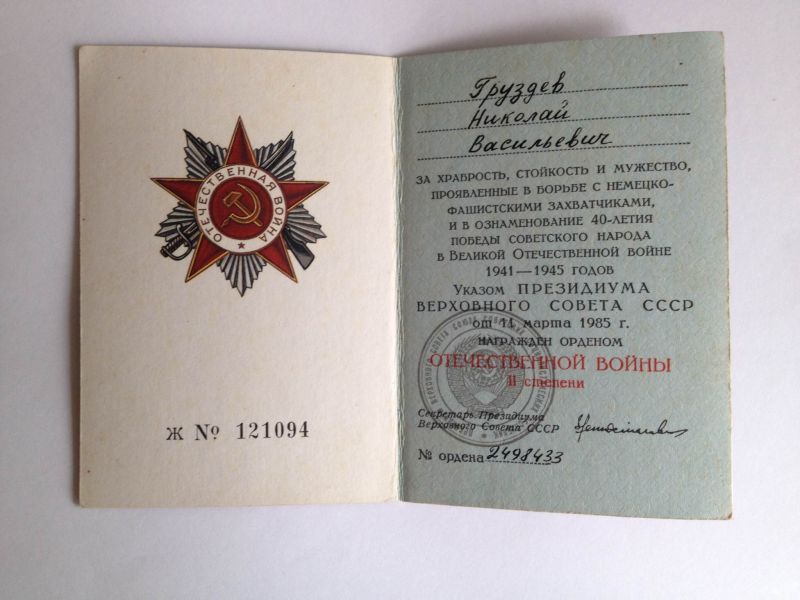 ОТЕЧЕСТВЕННАЯ ВОЙНА
Ж № 121094
Груздев
Николай
Васильевич
ЗА ХРАБРОСТЬ, СТОЙКОСТЬ И МУЖЕСТВО,
ПРОЯВЛЕННЫЕ В БОРЬБЕ С НЕМЕЦКО-
ФАШИСТСКИМИ ЗАХВАТЧИКАМИ,
И В ОЗНАМЕНОВАНИЕ 40-ЛЕТИЯ
ПОБЕДЫ СОВЕТСКОГО НАРОДА
В ВЕЛИКОЙ ОТЕЧЕСТВЕННОЙ ВОЙНЕ
1941—1945 ГОДОВ
УКАЗОМ ПРЕЗИДИУМА
ВЕРХОВНОГО СОВЕТА СССР
от 11 марта 1985 г.
НАГРАЖДЕН ОРДЕНОМ
ОТЕЧЕСТВЕННОЙ ВОЙНЫ
II степени
Секретарь Президиума
Верховного Совета СССР
№ ордена 2498433